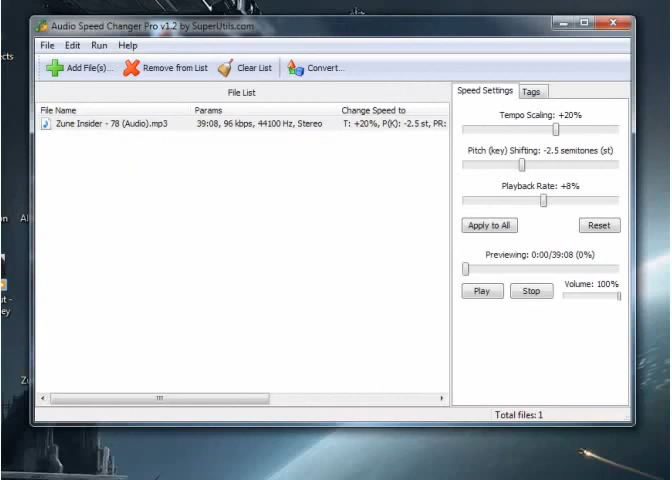 Audio Speed Changer Pro v1.2 by SuperUtils.com
File Edit Run Help
Add File(s)... Remove from List Clear List Convert...
File List
File Name Params Change Speed to
Zune Insider - 78 (Audio).mp3 39:08, 96 kbps, 44100 Hz, Stereo T: +20%, P(K): -2.5 st, PR:
Speed Settings Tags
Tempo Scaling: +20%
Pitch (key) Shifting: -2.5 semitones (st)
Playback Rate: +8%
Apply to All Reset
Previewing: 0:00/39:08 (0%)
Play Stop Volume: 100%
Total files: 1